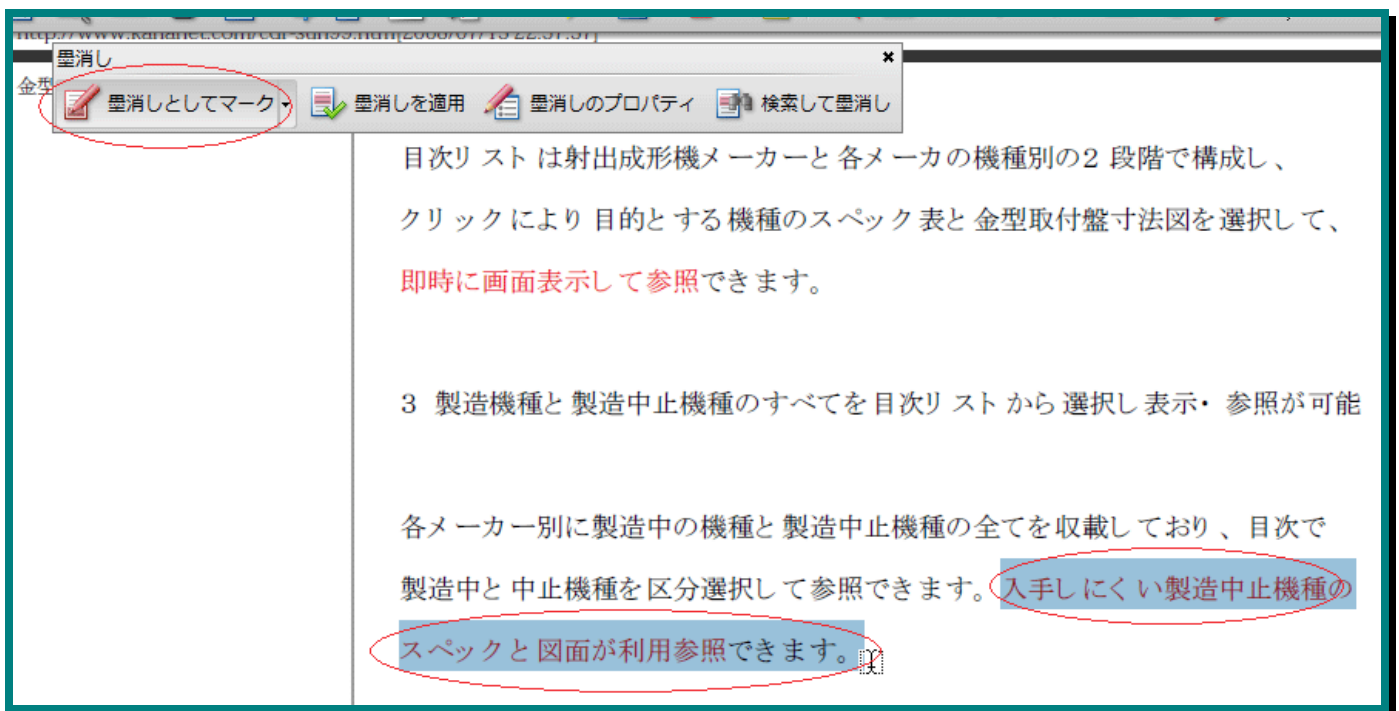 墨消し
金型
墨消しとしてマーク 墨消しを適用 墨消しのプロパティ 検索して墨消し
目次リストは射出成形機メーカーと各メーカの機種別の2段階で構成し、
クリックにより目的とする機種のスペック表と金型取付盤寸法図を選択して、
即時に画面表示して参照できます。
3 製造機種と製造中止機種のすべてを目次リストから選択し表示・参照が可能
各メーカー別に製造中の機種と製造中止機種の全てを収載しており、目次で
製造中と中止機種を区分選択して参照できます。入手しにくい製造中止機種の
スペックと図面が利用参照できます。